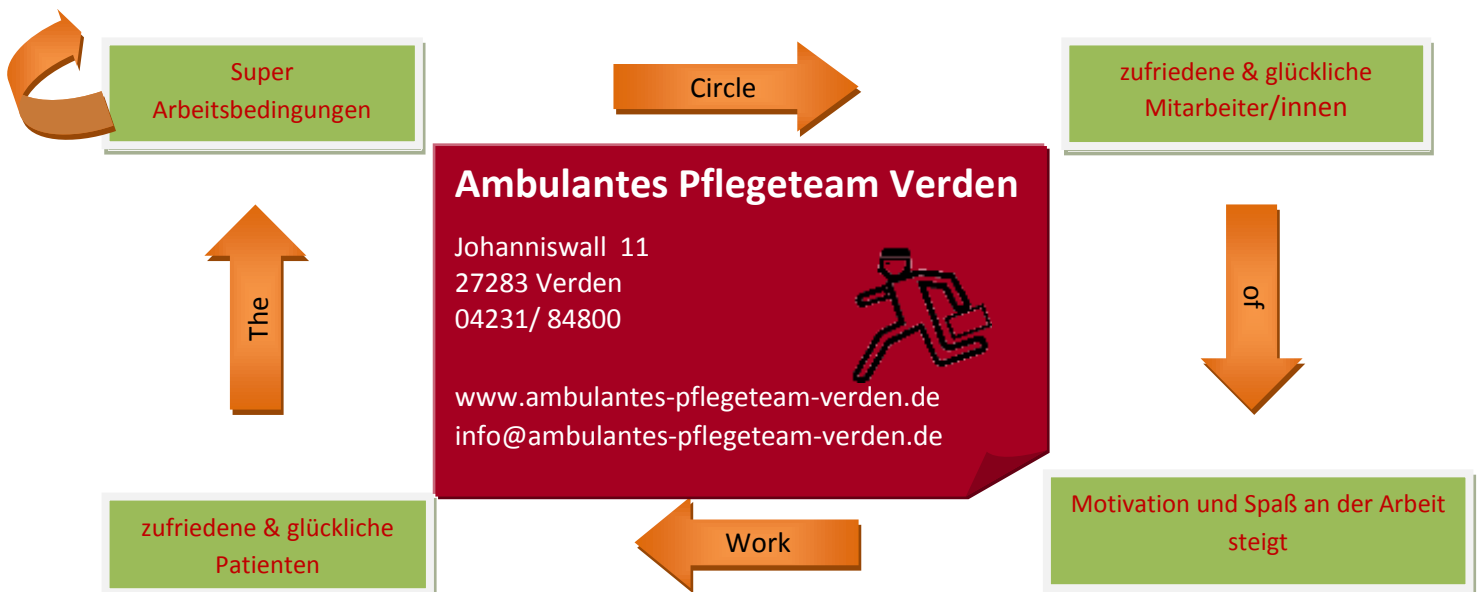 Super
Arbeitsbedingungen
Circle
zufriedene & glückliche
Mitarbeiter/innen
Ambulantes Pflegeteam Verden
Johanniswall 11
27283 Verden
04231/ 84800
www.ambulantes-pflegeteam-verden.de
info@ambulantes-pflegeteam-verden.de
The
of
zufriedene & glückliche
Patienten
Work
Motivation und Spaß an der Arbeit
steigt